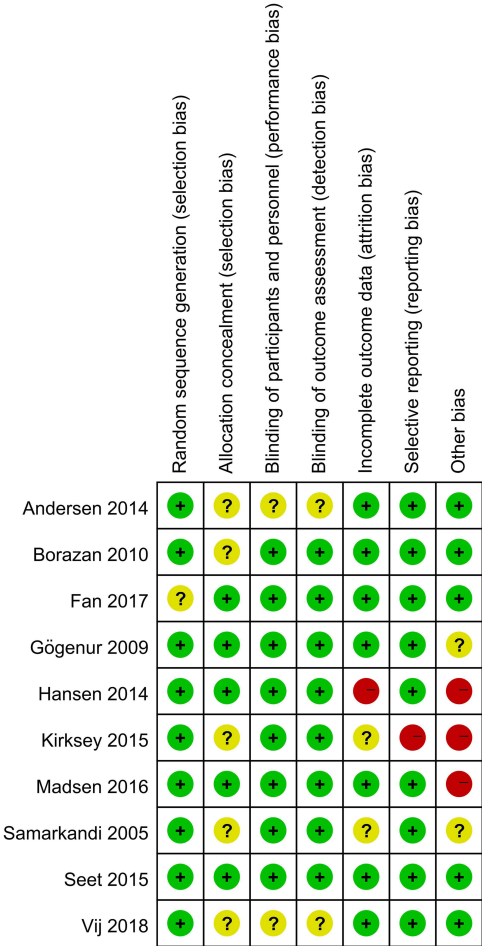 Random sequence generation (selection bias)
Allocation concealment (selection bias)
Blinding of participants and personnel (performance bias)
Blinding of outcome assessment (detection bias)
Incomplete outcome data (attrition bias)
Selective reporting (reporting bias)
Other bias
Andersen 2014 + ? ? ? + + +
Borazan 2010 + ? + + + + +
Fan 2017 ? + + + + + +
Gögenur 2009 + + + + + + ?
Hansen 2014 + + + + - + -
Kirksey 2015 + ? + + ? - -
Madsen 2016 + + + + + + -
Samarkandi 2005 + ? + + ? + ?
Seet 2015 + + + + + + +
Vij 2018 + ? ? ? + + +